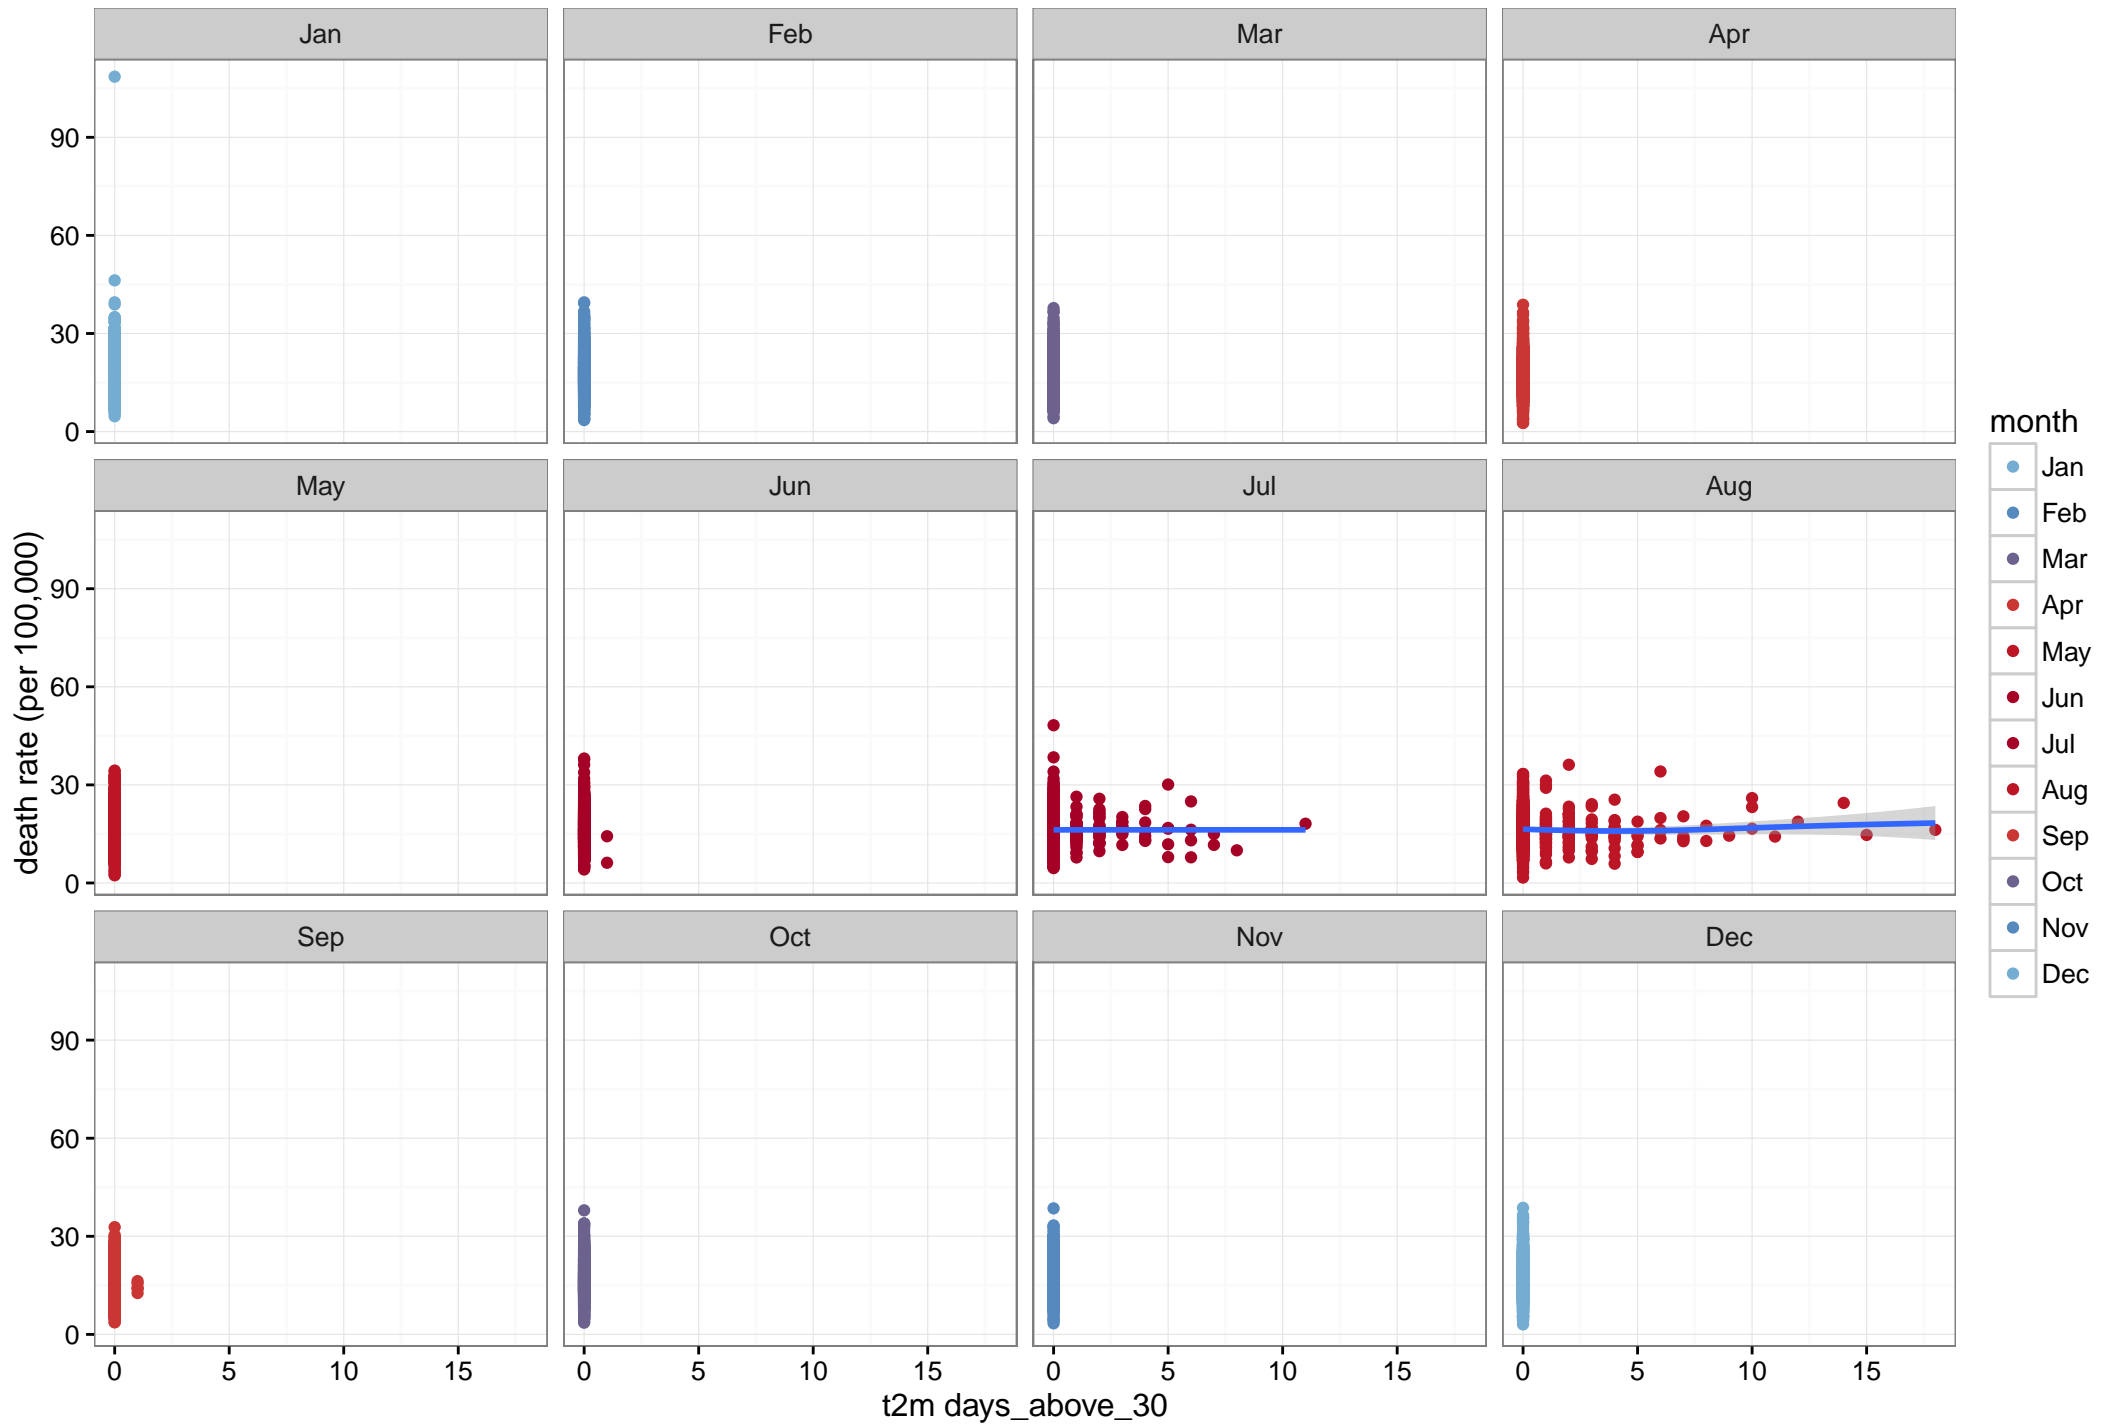 Jan Feb Mar Apr
90
60
30
0
May Jun Jul Aug
90
60
30
0
Sep Oct Nov Dec
90
60
30
0
0 5 10 15 0 5 10 15 0 5 10 15 0 5 10 15
t2m days_above_30
death rate (per 100,000)
month
Jan
Feb
Mar
Apr
May
Jun
Jul
Aug
Sep
Oct
Nov
Dec